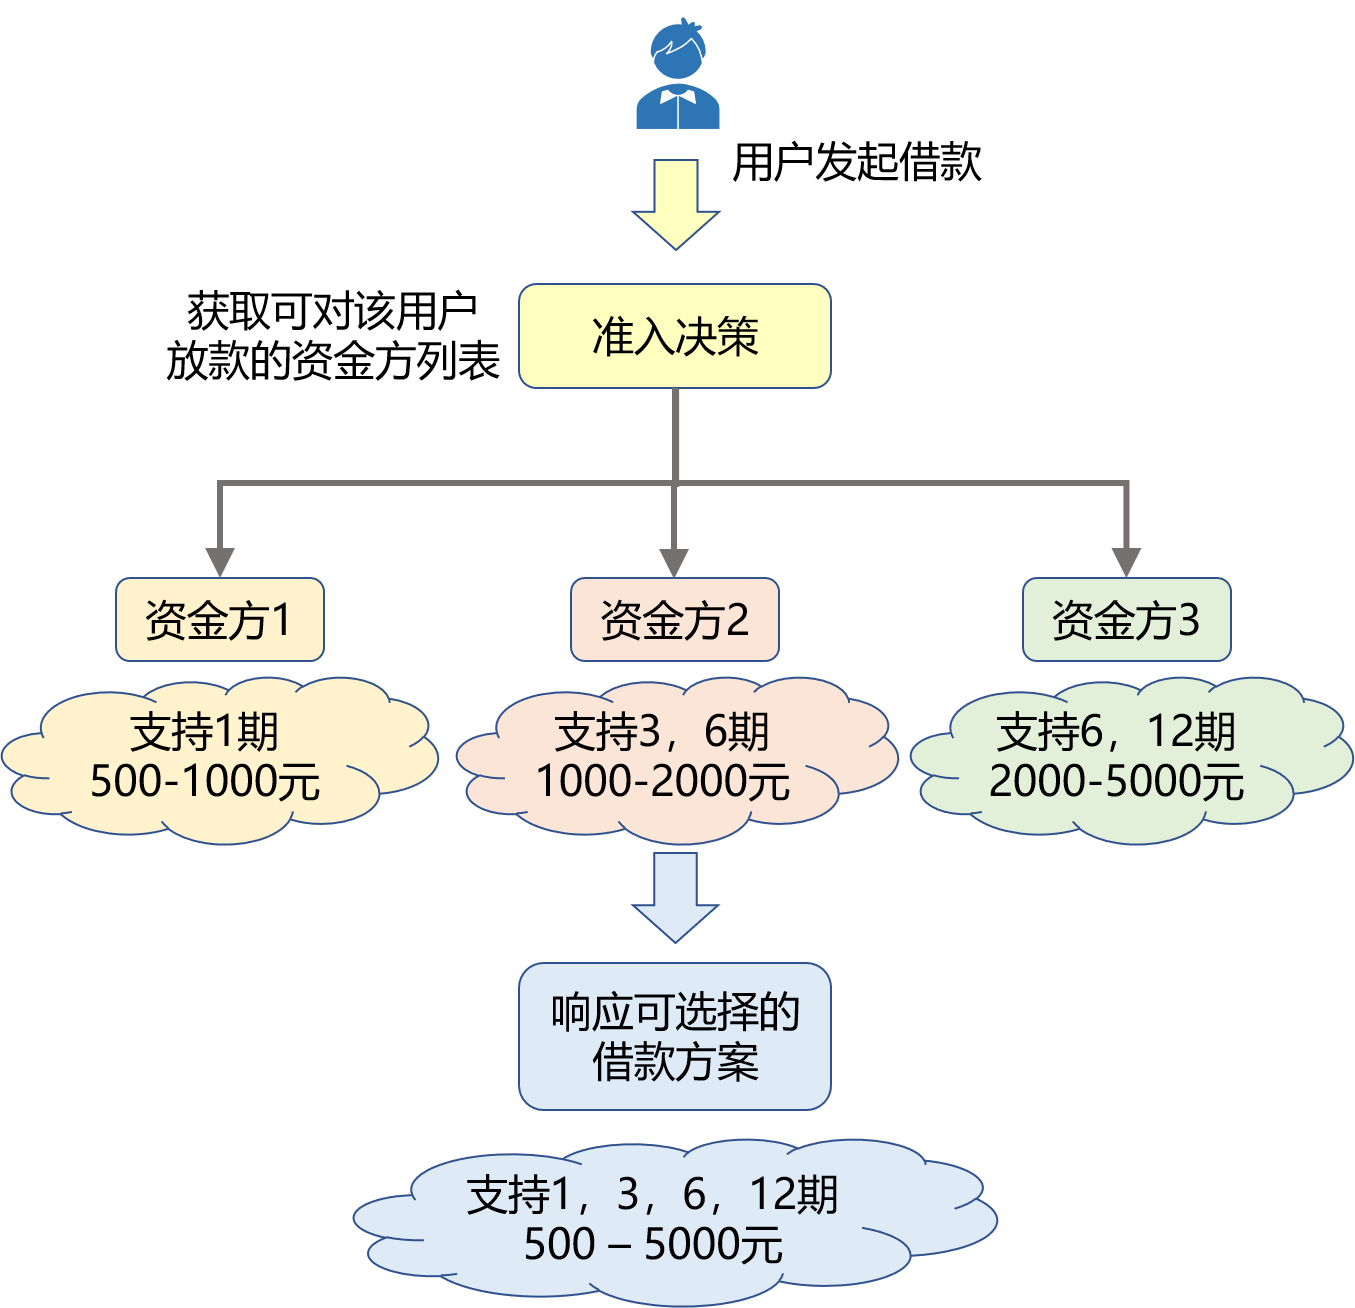 用户发起借款
获取可对该用户
放款的资金方列表
准入决策
资金方1
资金方2
资金方3
支持1期
500-1000元
支持3，6期
1000-2000元
支持6，12期
2000-5000元
响应可选择的
借款方案
支持1，3，6，12期
500 – 5000元